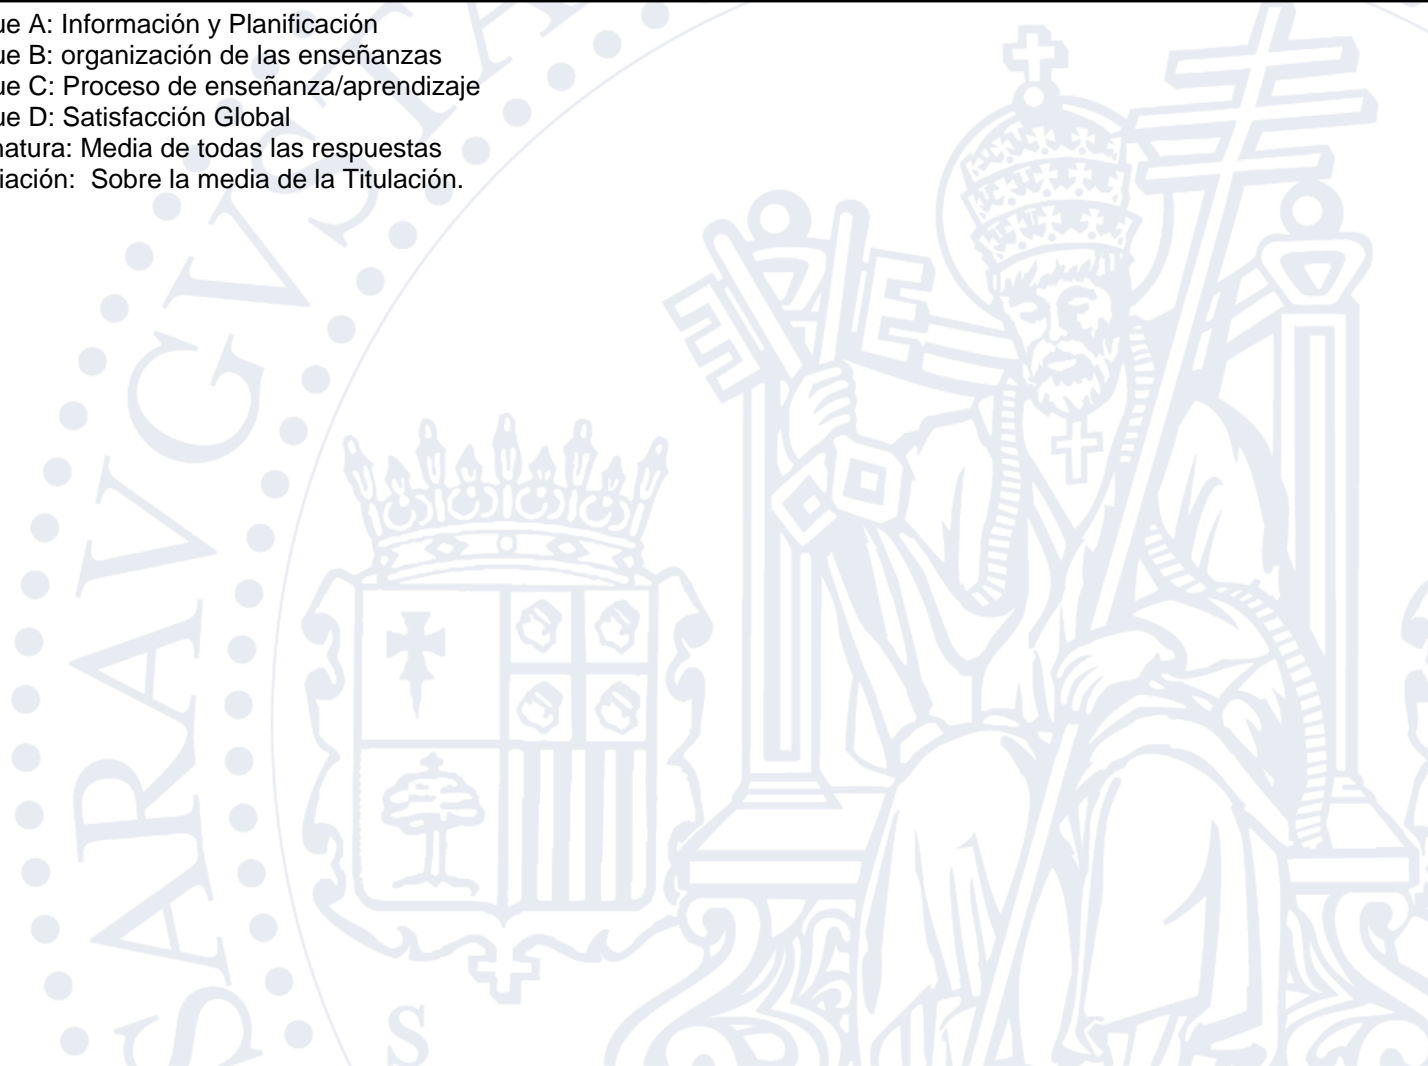 ue A: Información y Planificación
ue B: organización de las enseñanzas
ue C: Proceso de enseñanza/aprendizaje
ue D: Satisfacción Global
natura: Media de todas las respuestas
iación: Sobre la media de la Titulación.
SARAVGVSTA
S